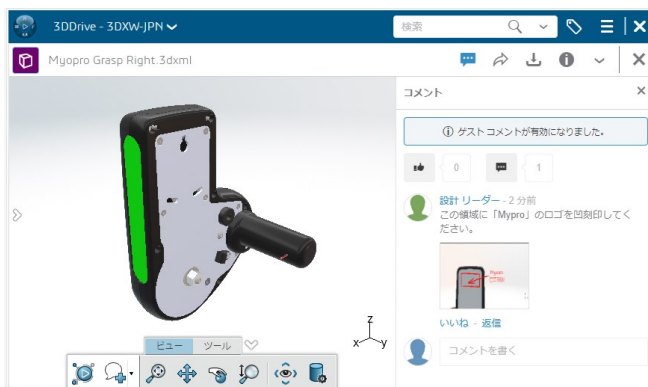 3DDrive - 3DXW-JPN
検索
Myopro Grasp Right.3dxml
コメント
ゲスト コメントが有効になりました。
0
1
設計 リーダー - 2 分前
この領域に「Mypro」のロゴを凹刻印してく
ださい。
いいね - 返信
コメントを書く
ビュー ツール
z
x y